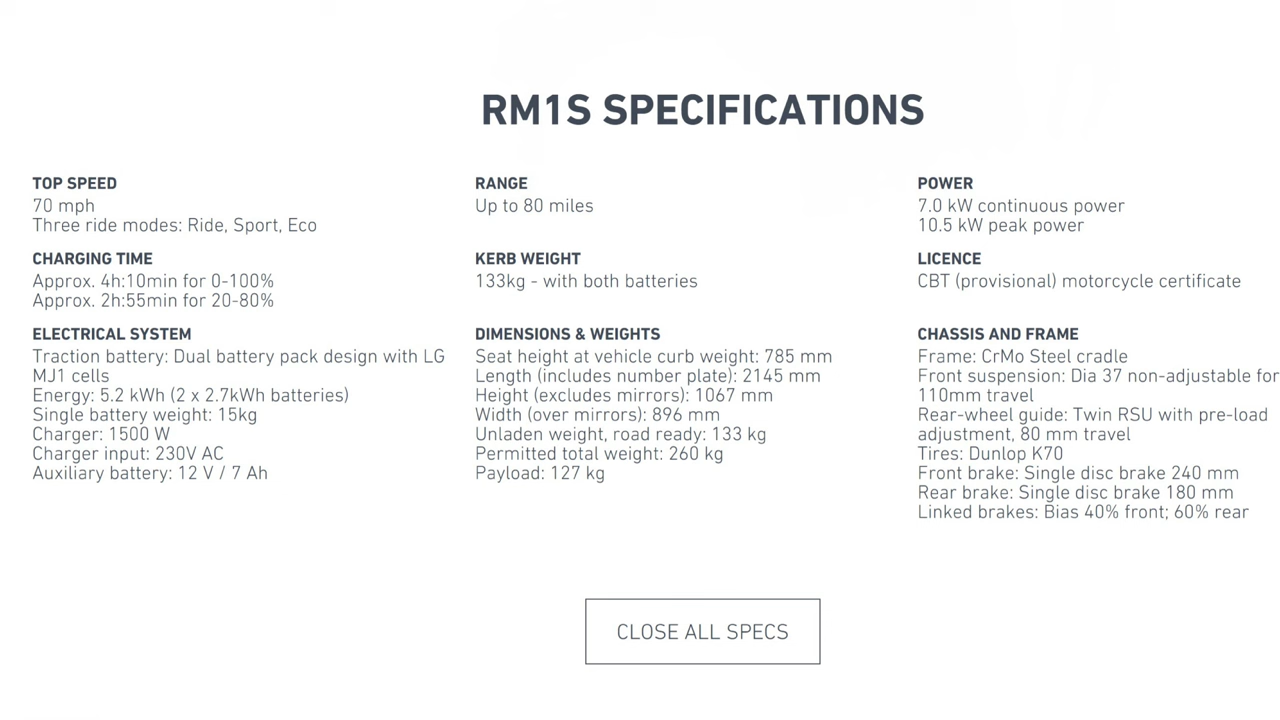 RM1S SPECIFICATIONS
TOP SPEED
70 mph
Three ride modes: Ride, Sport, Eco
RANGE
Up to 80 miles
POWER
7.0 kW continuous power
10.5 kW peak power
CHARGING TIME
Approx. 4h:10min for 0-100%
Approx. 2h:55min for 20-80%
KERB WEIGHT
133kg - with both batteries
LICENCE
CBT (provisional) motorcycle certificate
ELECTRICAL SYSTEM
Traction battery: Dual battery pack design with LG
MJ1 cells
Energy: 5.2 kWh (2 x 2.7kWh batteries)
Single battery weight: 15kg
Charger: 1500 W
Charger input: 230V AC
Auxiliary battery: 12 V / 7 Ah
DIMENSIONS & WEIGHTS
Seat height at vehicle curb weight: 785 mm
Length (includes number plate): 2145 mm
Height (excludes mirrors): 1067 mm
Width (over mirrors): 896 mm
Unladen weight, road ready: 133 kg
Permitted total weight: 260 kg
Payload: 127 kg
CHASSIS AND FRAME
Frame: CrMo Steel cradle
Front suspension: Dia 37 non-adjustable for
110mm travel
Rear-wheel guide: Twin RSU with pre-load
adjustment, 80 mm travel
Tires: Dunlop K70
Front brake: Single disc brake 240 mm
Rear brake: Single disc brake 180 mm
Linked brakes: Bias 40% front; 60% rear
CLOSE ALL SPECS